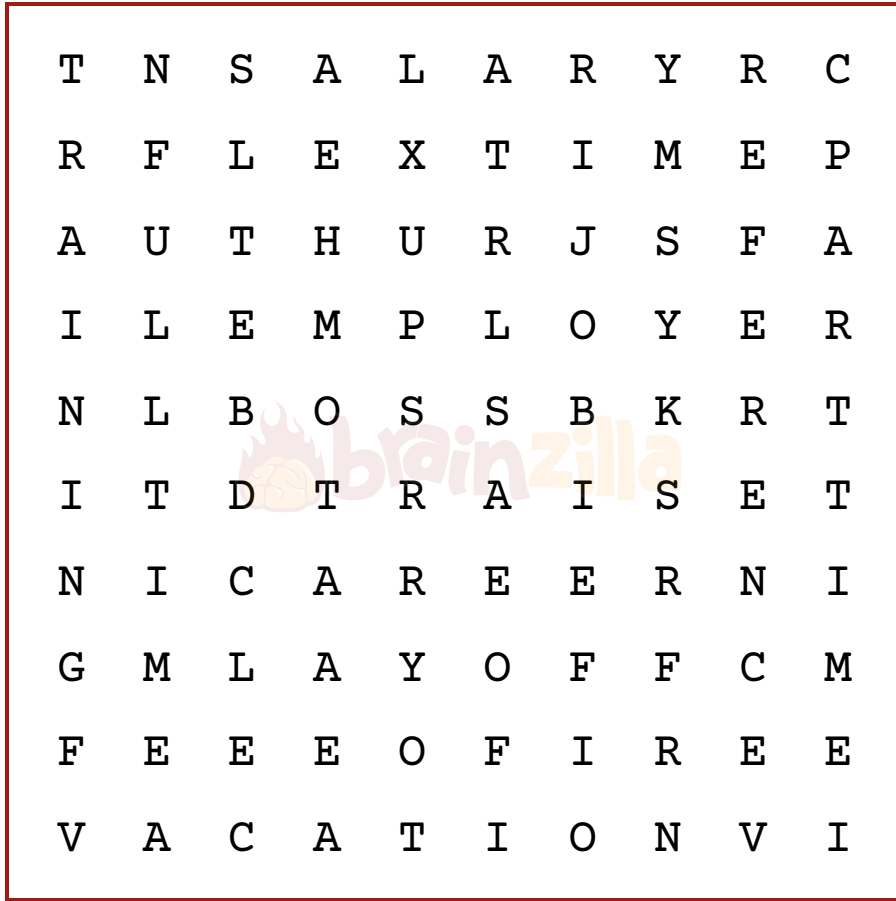 T N S A L A R Y R C
R F L E X T I M E P
A U T H U R J S F A
I L E M P L O Y E R
N L B O S S B K R T
I T D T R A I S E T
N I C A R E E R N I
G M L A Y O F F C M
F E E E O F I R E E
V A C A T I O N V I
brainzilla